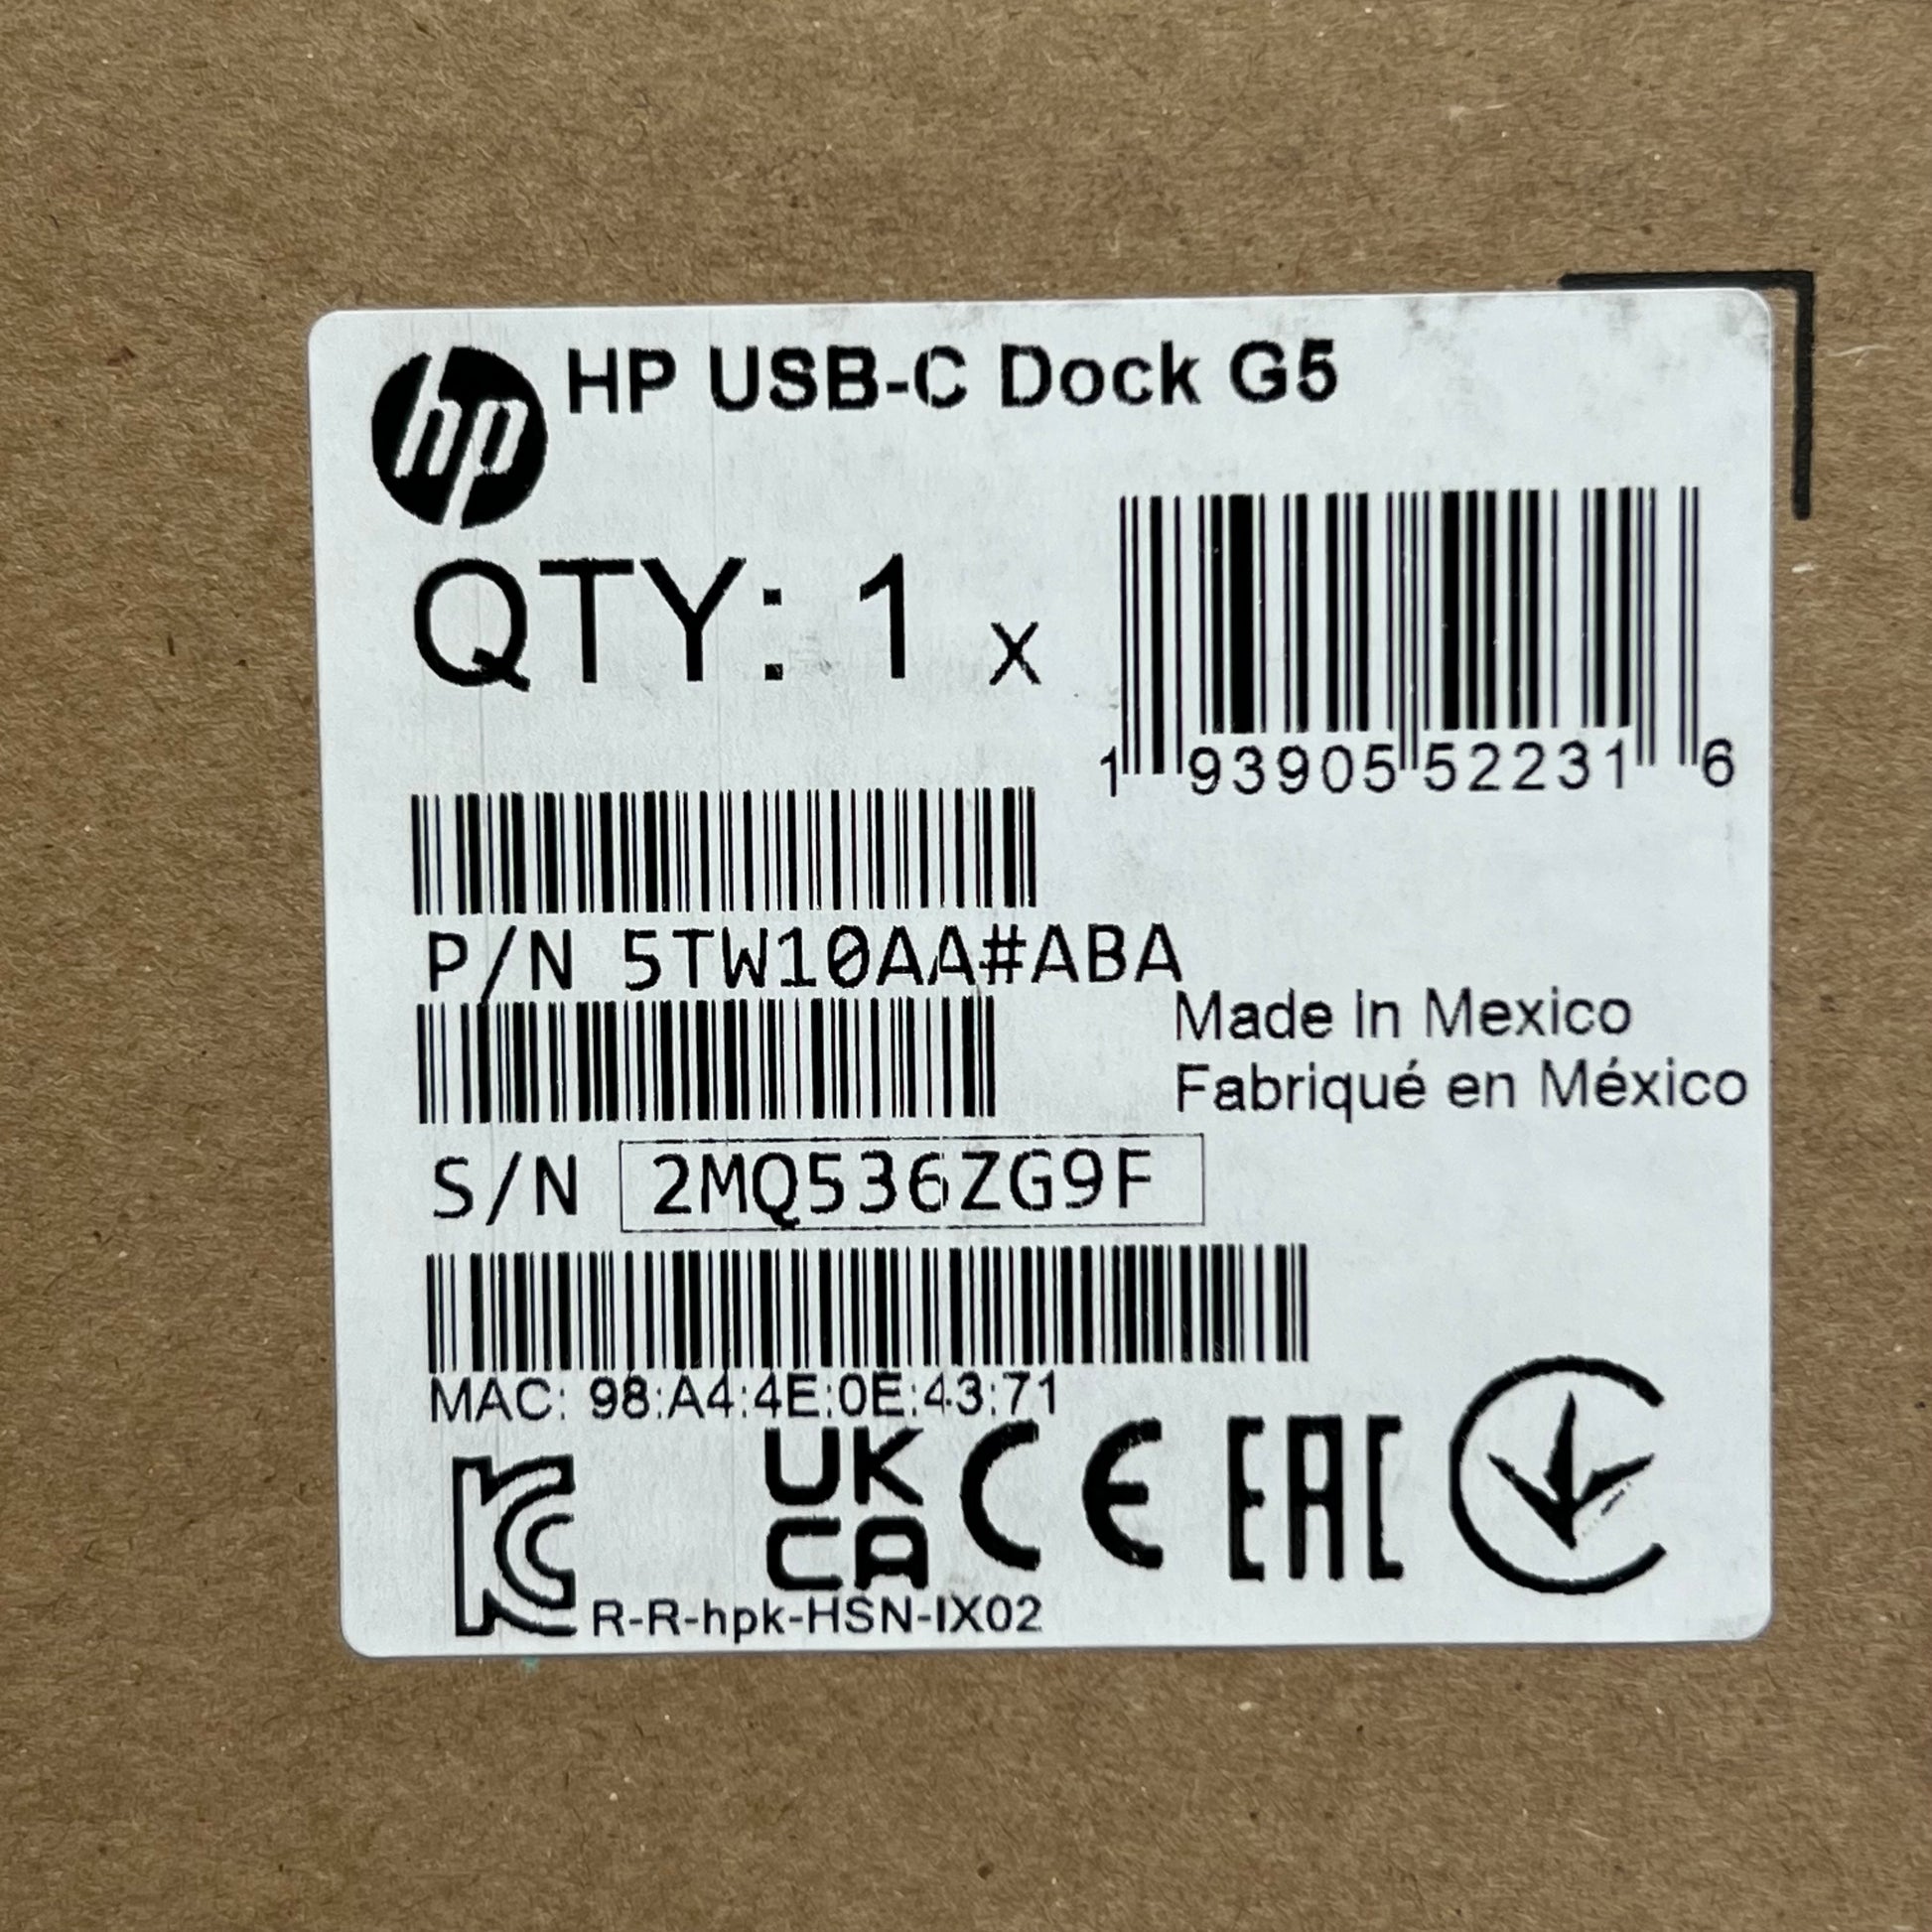 hp HP USB-C Dock G5
QTY: 1 x
1 93905 52231 6
P/N 5TW10AA#ABA
Made In Mexico
Fabriqué en México
S/N 2MQ536ZG9F
MAC: 98:A4:4E:0E:43:71
UK
CA
CE
EAC
KC
R-R-hpk-HSN-IX02